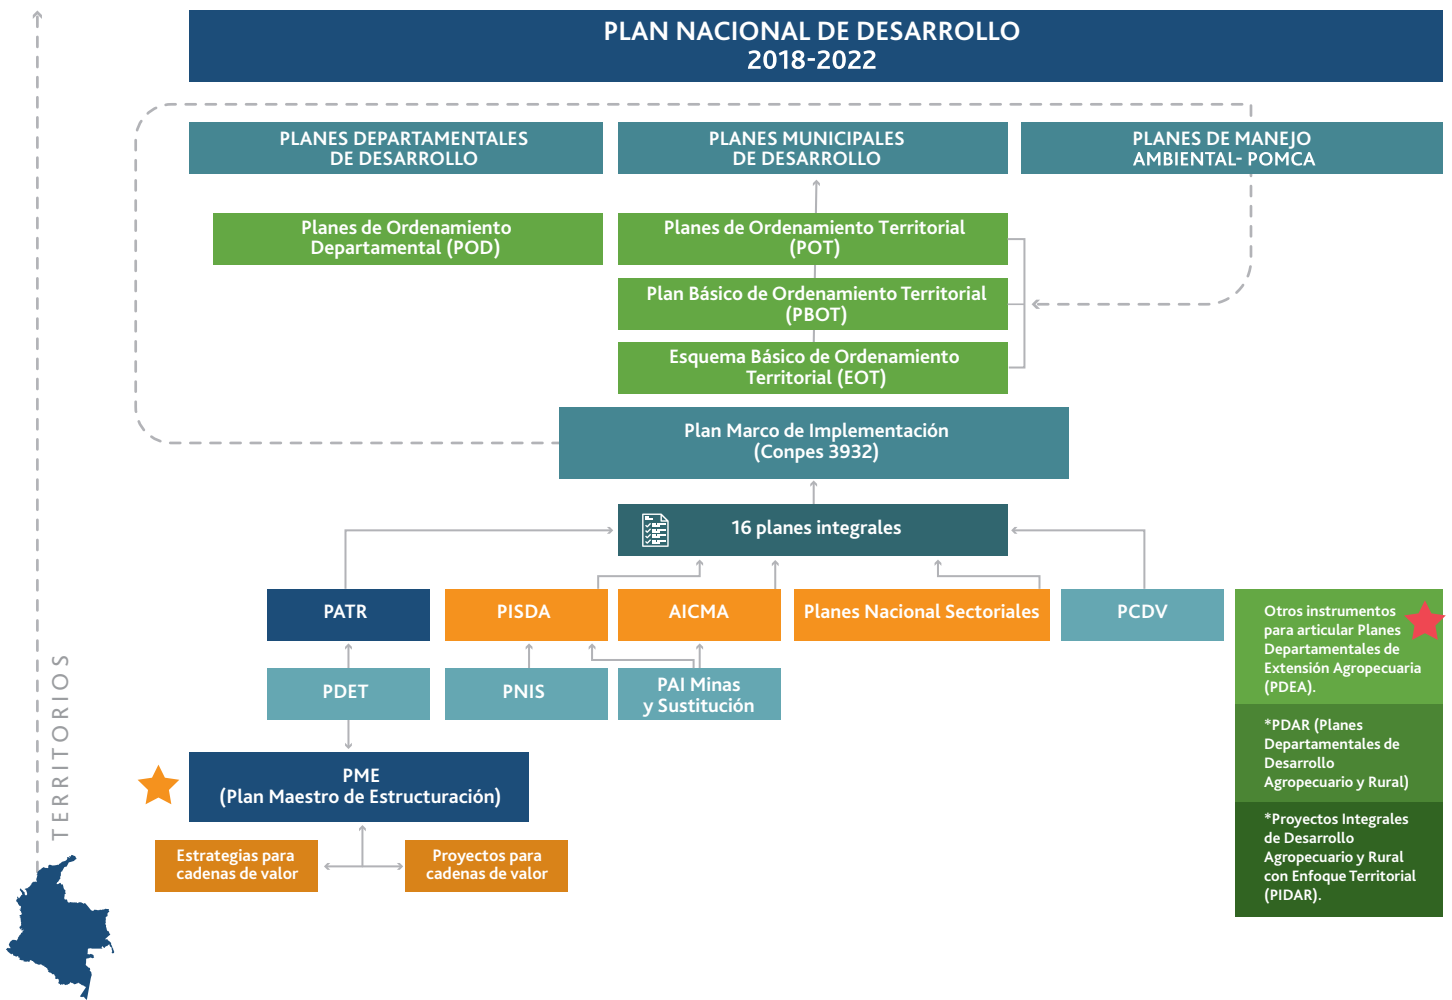 PLAN NACIONAL DE DESARROLLO
2018-2022
PLANES DEPARTAMENTALES
DE DESARROLLO
PLANES MUNICIPALES
DE DESARROLLO
PLANES DE MANEJO
AMBIENTAL- POMCA
Planes de Ordenamiento
Departamental (POD)
Planes de Ordenamiento Territorial
(POT)
Plan Básico de Ordenamiento Territorial
(PBOT)
Esquema Básico de Ordenamiento
Territorial (EOT)
Plan Marco de Implementación
(Conpes 3932)
16 planes integrales
PATR
PISDA
AICMA
Planes Nacional Sectoriales
PCDV
PDET
PNIS
PAI Minas
y Sustitución
PME
(Plan Maestro de Estructuración)
Estrategias para
cadenas de valor
Proyectos para
cadenas de valor
Otros instrumentos
para articular Planes
Departamentales de
Extensión Agropecuaria
(PDEA).
*PDAR (Planes
Departamentales de
Desarrollo
Agropecuario y Rural)
*Proyectos Integrales
de Desarrollo
Agropecuario y Rural
con Enfoque Territorial
(PIDAR).
TERRITORIOS